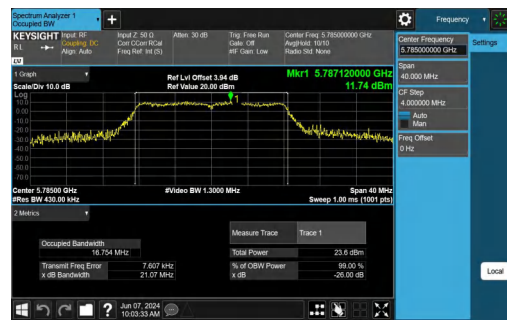 Spectrum Analyzer 1
Occupied BW
Frequency
KEYSIGHT
RL
Input: RF
Coupling: DC
Align: Auto
Input Z: 50 Ω
Corr CCorr RCal
Freq Ref: Int (S)
Atten: 30 dB
Trig: Free Run
Gate: Off
#IF Gain: Low
Center Freq: 5.785000000 GHz
Avg|Hold: 10/10
Radio Std: None
Center Frequency
5.785000000 GHz
Settings
Span
40.000 MHz
CF Step
4.000000 MHz
Auto
Man
Freq Offset
0 Hz
Local
1 Graph
Scale/Div 10.0 dB
Ref Lvl Offset 3.94 dB
Ref Value 20.00 dBm
Mkr1 5.787120000 GHz
11.74 dBm
Log
10.0
0.00
-10.0
-20.0
-30.0
-40.0
-50.0
-60.0
-70.0
1
Center 5.78500 GHz
#Res BW 430.00 kHz
#Video BW 1.3000 MHz
Span 40 MHz
Sweep 1.00 ms (1001 pts)
2 Metrics
Measure Trace Trace 1
Occupied Bandwidth
16.754 MHz
Total Power 23.6 dBm
Transmit Freq Error 7.607 kHz
% of OBW Power 99.00 %
x dB Bandwidth 21.07 MHz
x dB -26.00 dB
Jun 07, 2024
10:03:33 AM